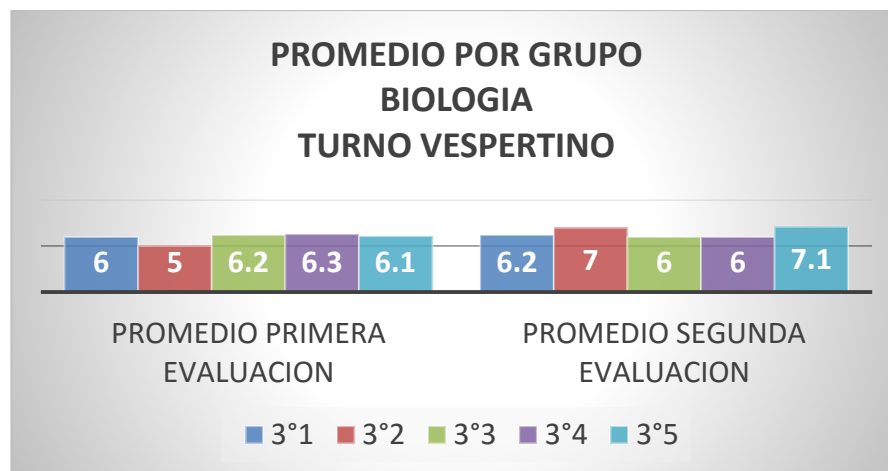 PROMEDIO POR GRUPO
BIOLOGIA
TURNO VESPERTINO
6 5 6.2 6.3 6.1 6.2 7 6 6 7.1
PROMEDIO PRIMERA EVALUACION
PROMEDIO SEGUNDA EVALUACION
3°1 3°2 3°3 3°4 3°5